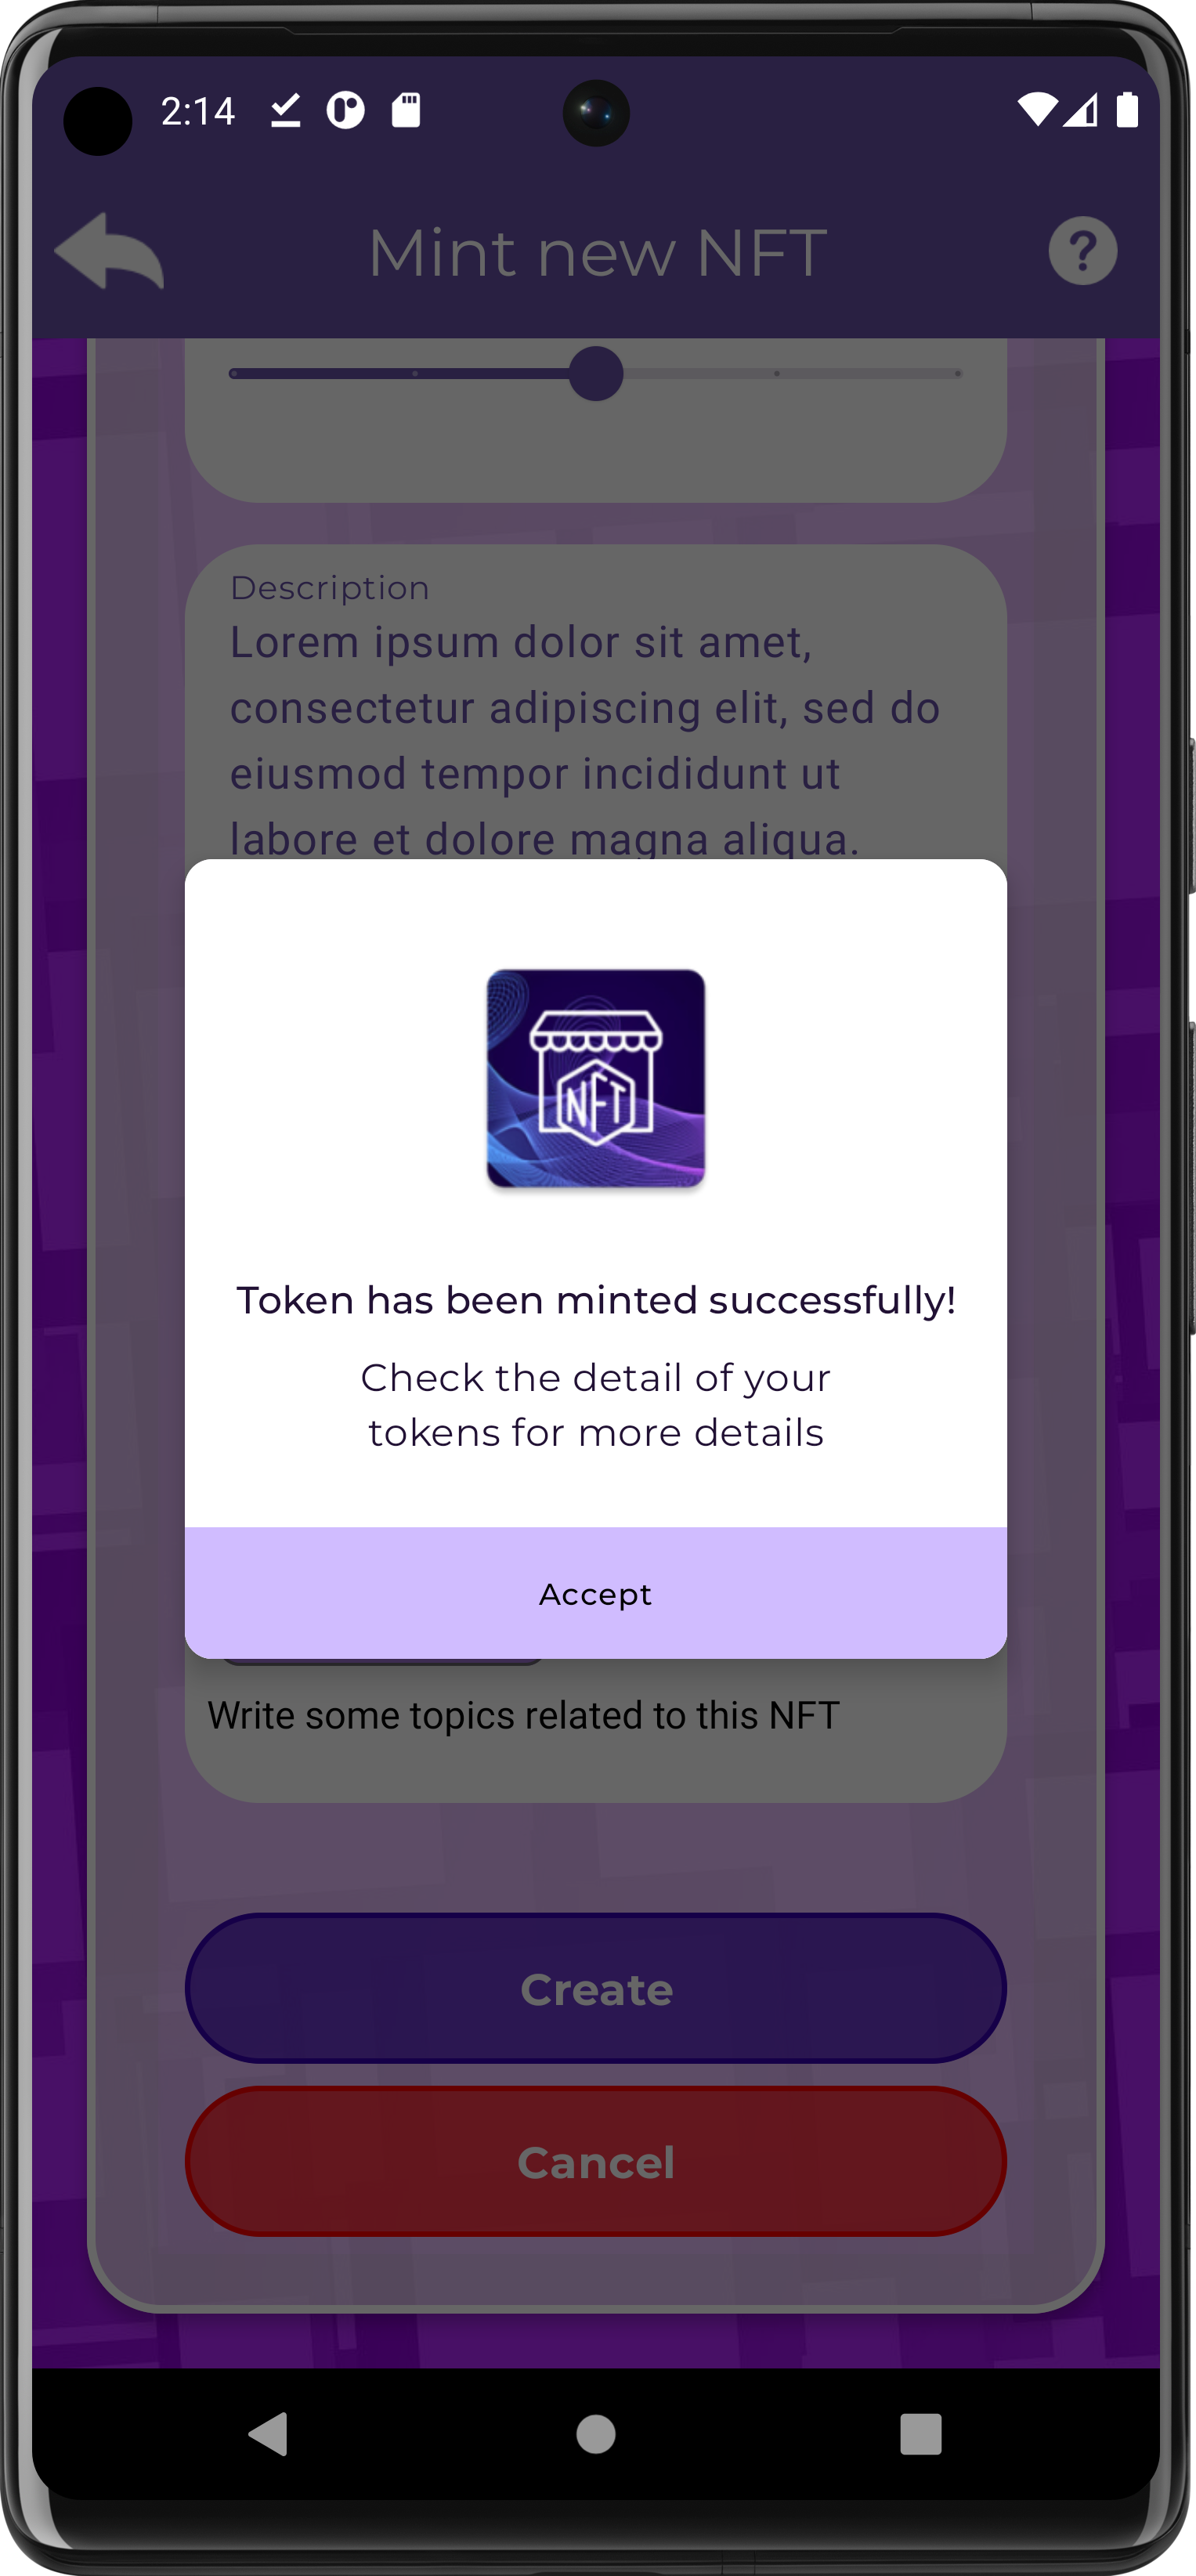 2:14
Mint new NFT
Description
Lorem ipsum dolor sit amet,
consectetur adipiscing elit, sed do
eiusmod tempor incididunt ut
labore et dolore magna aliqua.
NFT
Token has been minted successfully!
Check the detail of your
tokens for more details
Accept
Write some topics related to this NFT
Create
Cancel